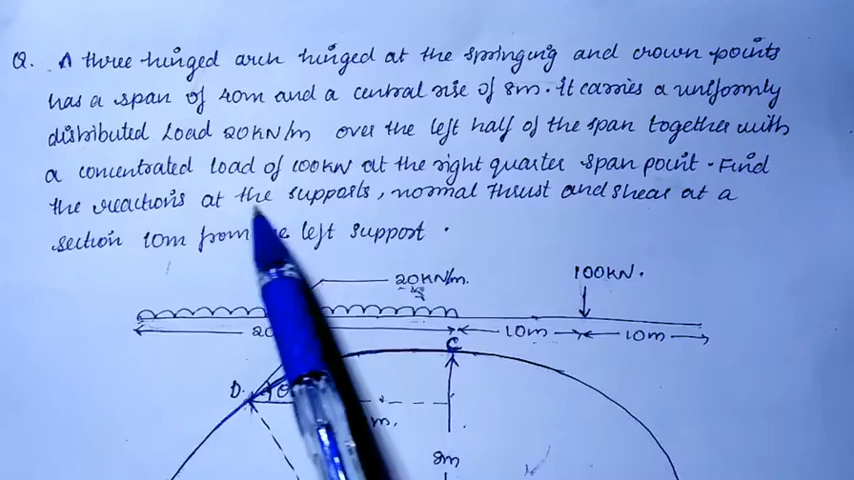 Q. A three hinged arch hinged at the springing and crown points
has a span of 40m and a central rise of 8m. It carries a uniformly
distributed load 20KN/m over the left half of the span together with
a concentrated load of 100KN at the right quarter span point. Find
the reactions at the supports, normal thrust and shear at a
section 10m from left support.
20KN/m.
100KN.
10m
10m
C
D.
θ
m.
8m